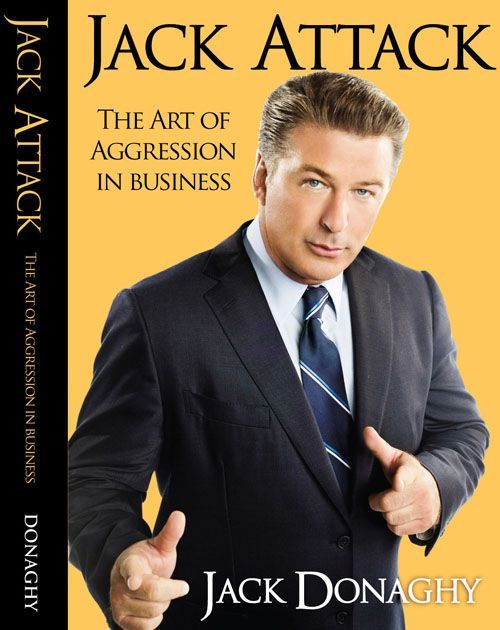 JACK ATTACK
THE ART OF AGGRESSION IN BUSINESS
DONAGHY
JACK ATTACK
THE ART OF
AGGRESSION
IN BUSINESS
JACK DONAGHY